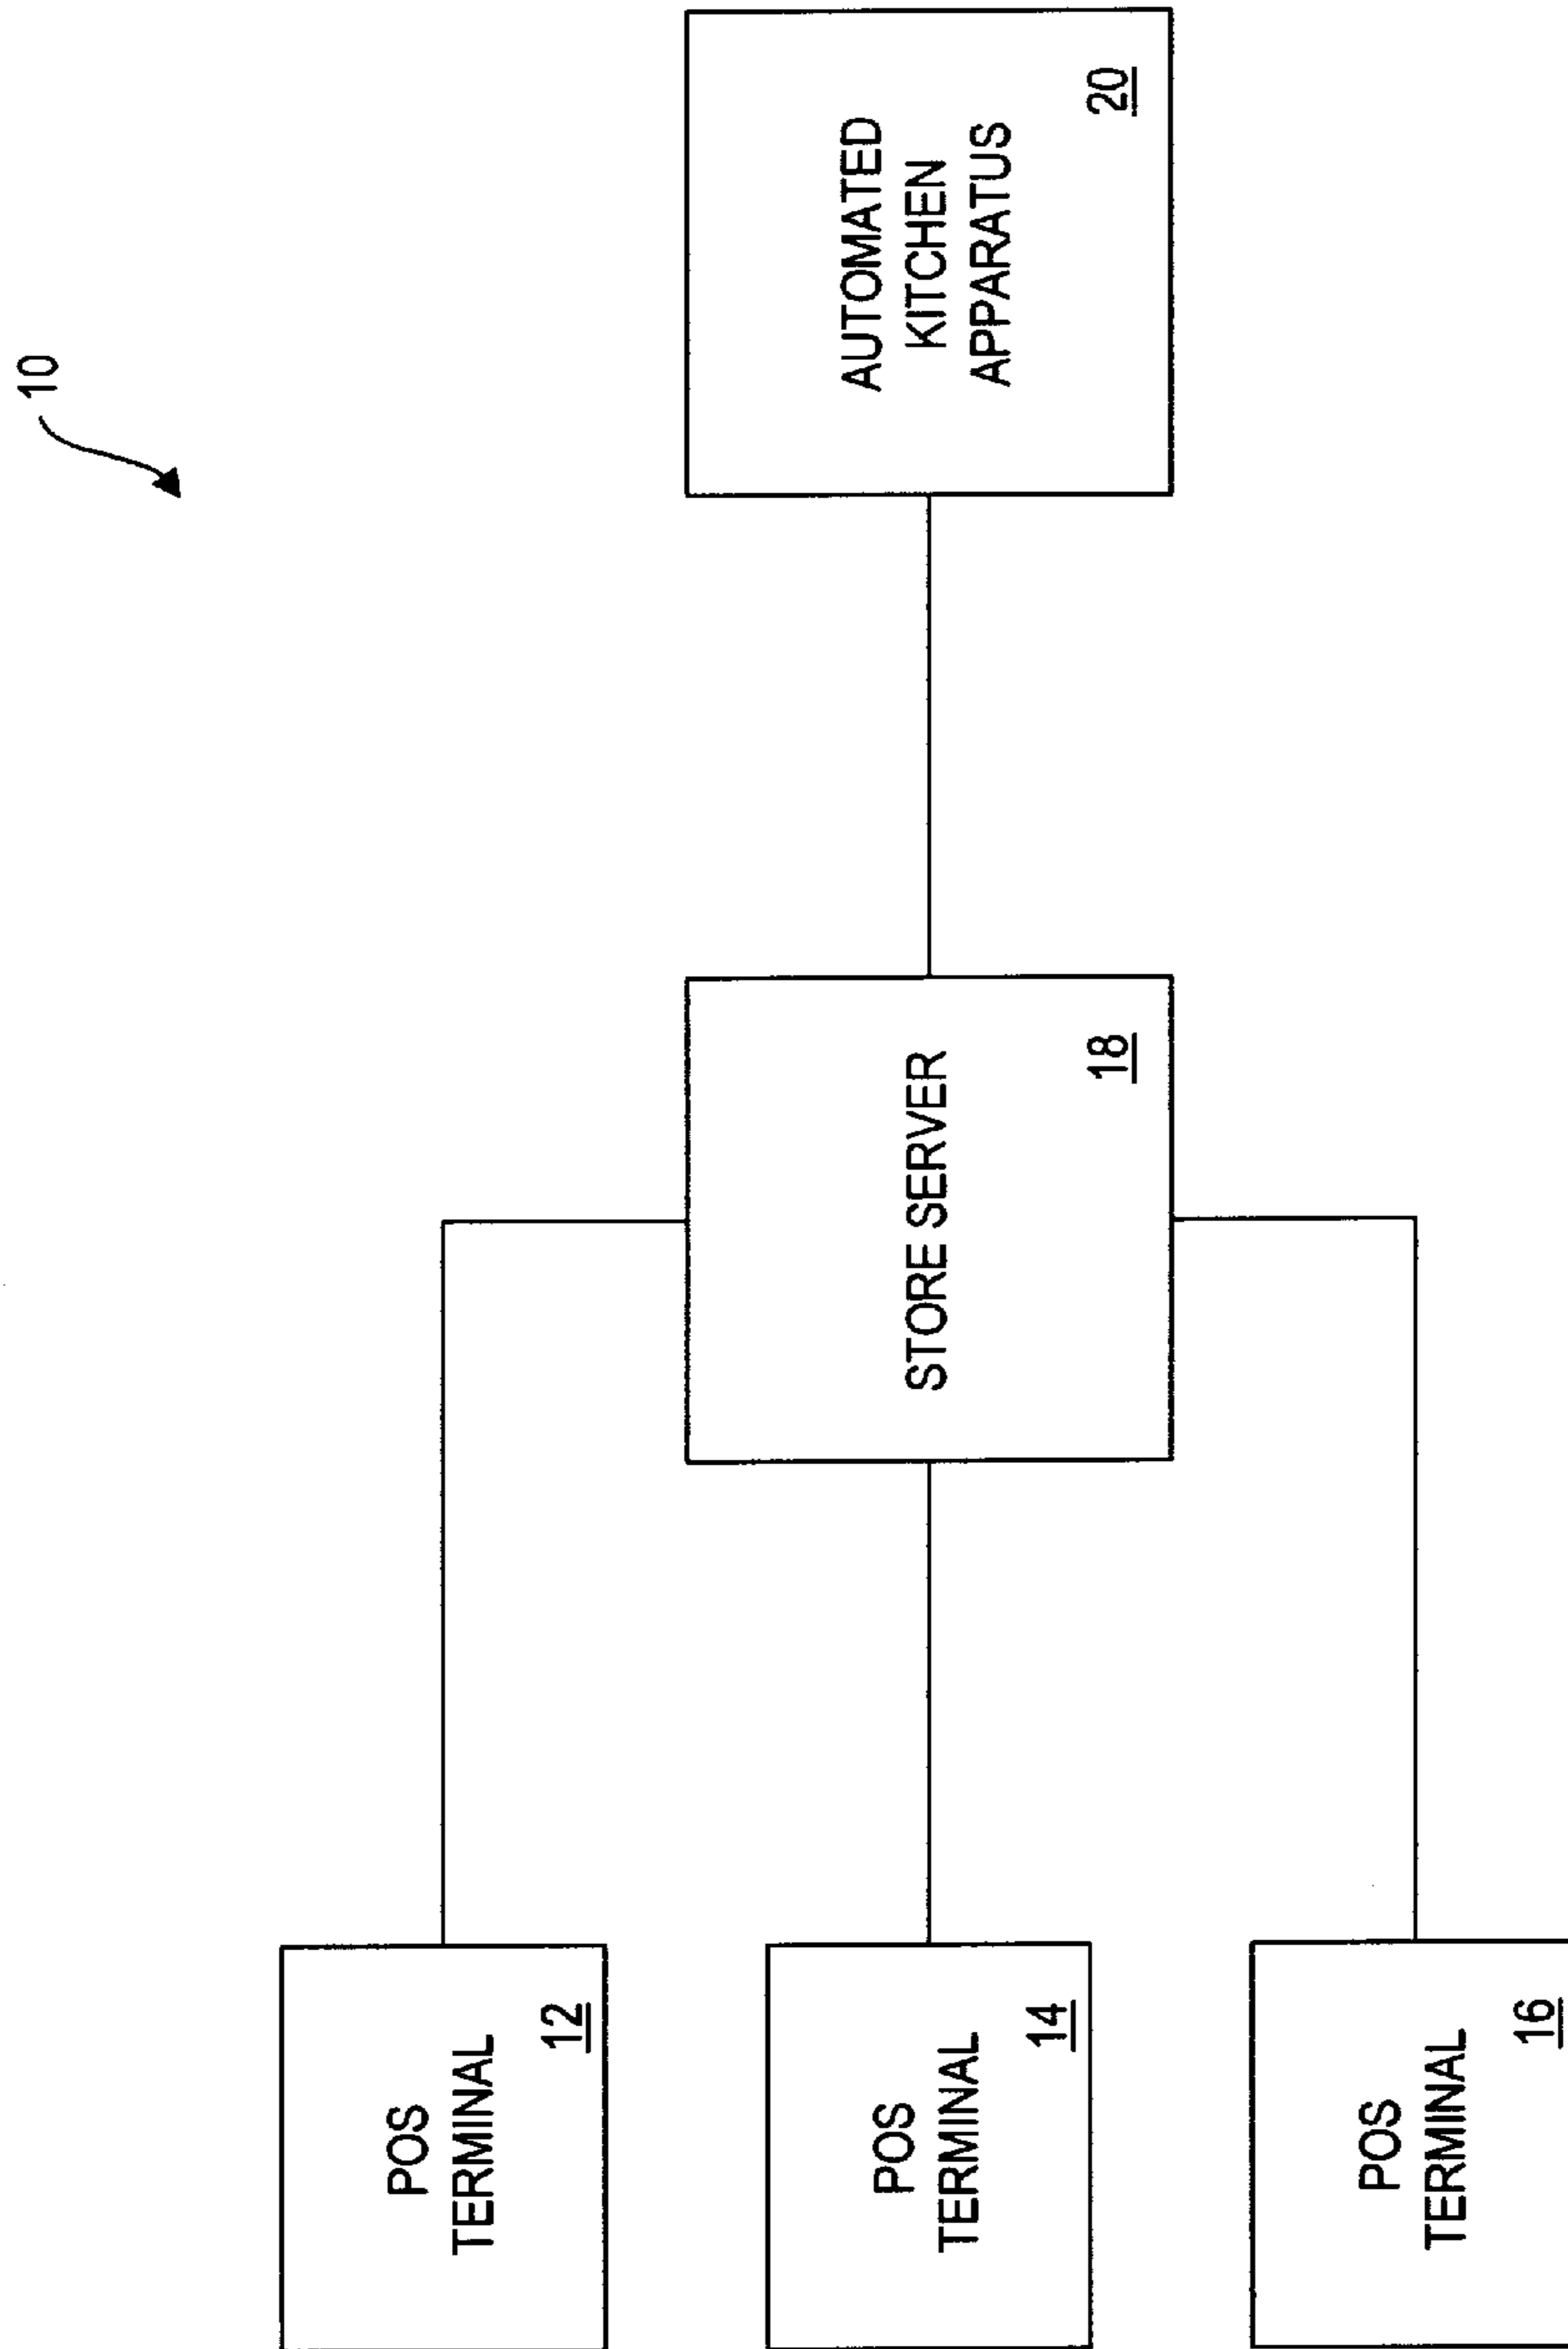 10
POS
TERMINAL
12
POS
TERMINAL
14
POS
TERMINAL
16
STORE SERVER
18
AUTOMATED
KITCHEN
APPARATUS
20